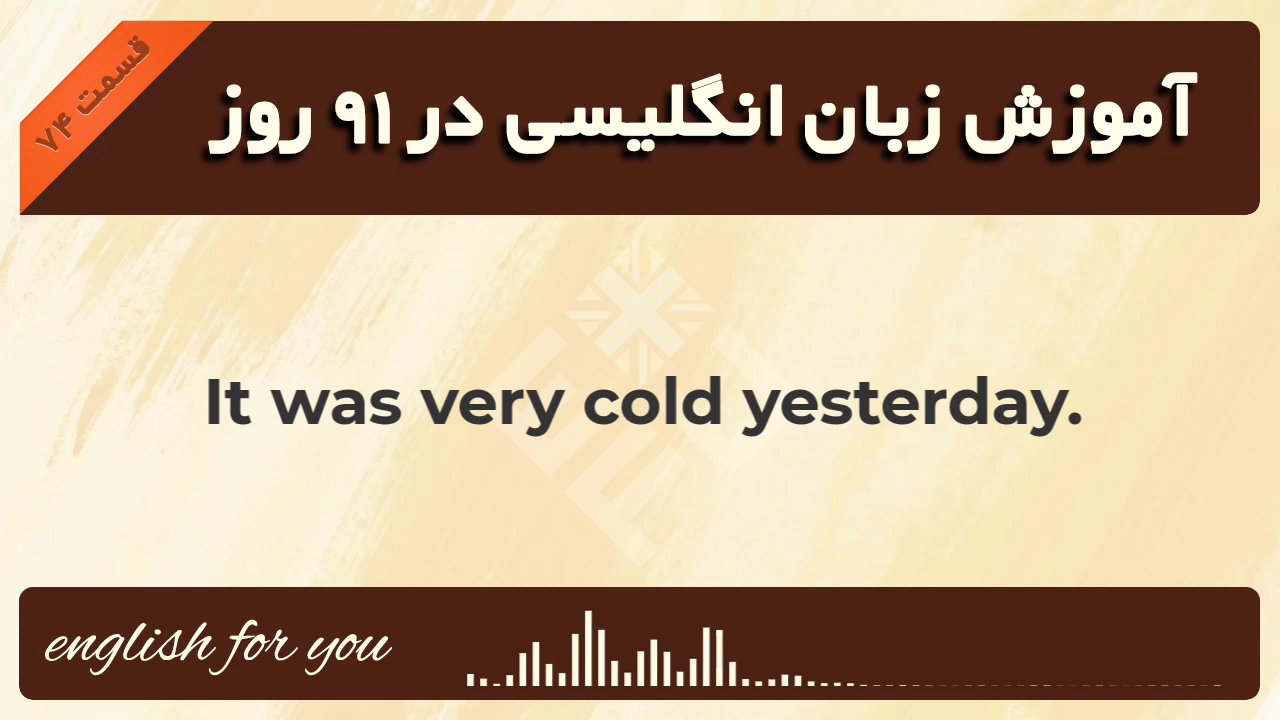 قسمت ۷۴
آموزش زبان انگلیسی در ۹۱ روز
It was very cold yesterday.
english for you